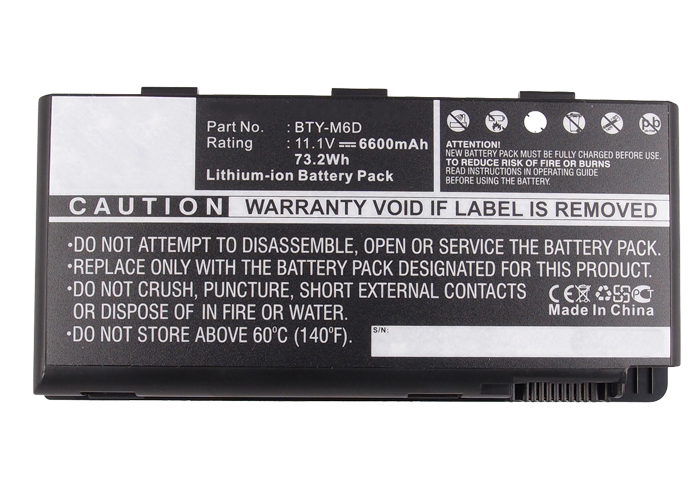 Part No. : BTY-M6D
Rating : 11.1V⎓6600mAh
73.2Wh
Lithium-ion Battery Pack
ATTENTION!
NEW BATTERY PACK MUST BE FULLY CHARGED BEFORE USE.
TO REDUCE RISK OF FIRE OR BURNS
READ INSTRUCTIONS IN OPERATING GUIDE
BEFORE USING THIS BATTERY
CAUTION WARRANTY VOID IF LABEL IS REMOVED
•DO NOT ATTEMPT TO DISASSEMBLE, OPEN OR SERVICE THE BATTERY PACK.
•REPLACE ONLY WITH THE BATTERY PACK DESIGNATED FOR THIS PRODUCT.
•DO NOT CRUSH, PUNCTURE, SHORT EXTERNAL CONTACTS
OR DISPOSE OF IN FIRE OR WATER.
•DO NOT STORE ABOVE 60°C (140°F).
CE
MADE IN CHINA
S/N: